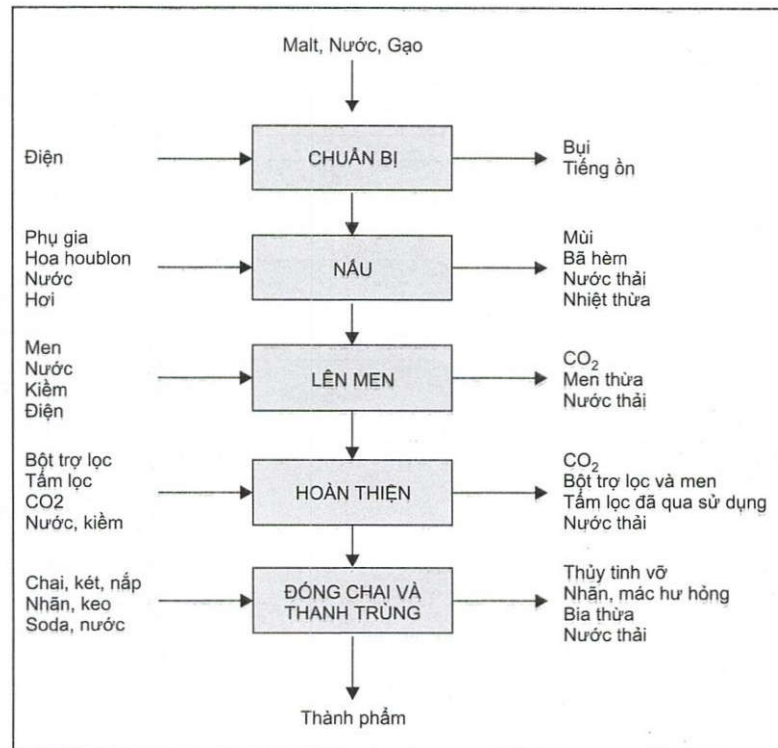 Malt, Nước, Gạo
Điện
CHUẨN BỊ
Bụi
Tiếng ồn
Phụ gia
Hoa houblon
Nước
Hơi
NẤU
Mùi
Bã hèm
Nước thải
Nhiệt thừa
Men
Nước
Kiềm
Điện
LÊN MEN
CO₂
Men thừa
Nước thải
Bột trợ lọc
Tấm lọc
CO2
Nước, kiềm
HOÀN THIỆN
CO₂
Bột trợ lọc và men
Tấm lọc đã qua sử dụng
Nước thải
Chai, két, nắp
Nhãn, keo
Soda, nước
ĐÓNG CHAI VÀ
THANH TRÙNG
Thủy tinh vỡ
Nhãn, mác hư hỏng
Bia thừa
Nước thải
Thành phẩm